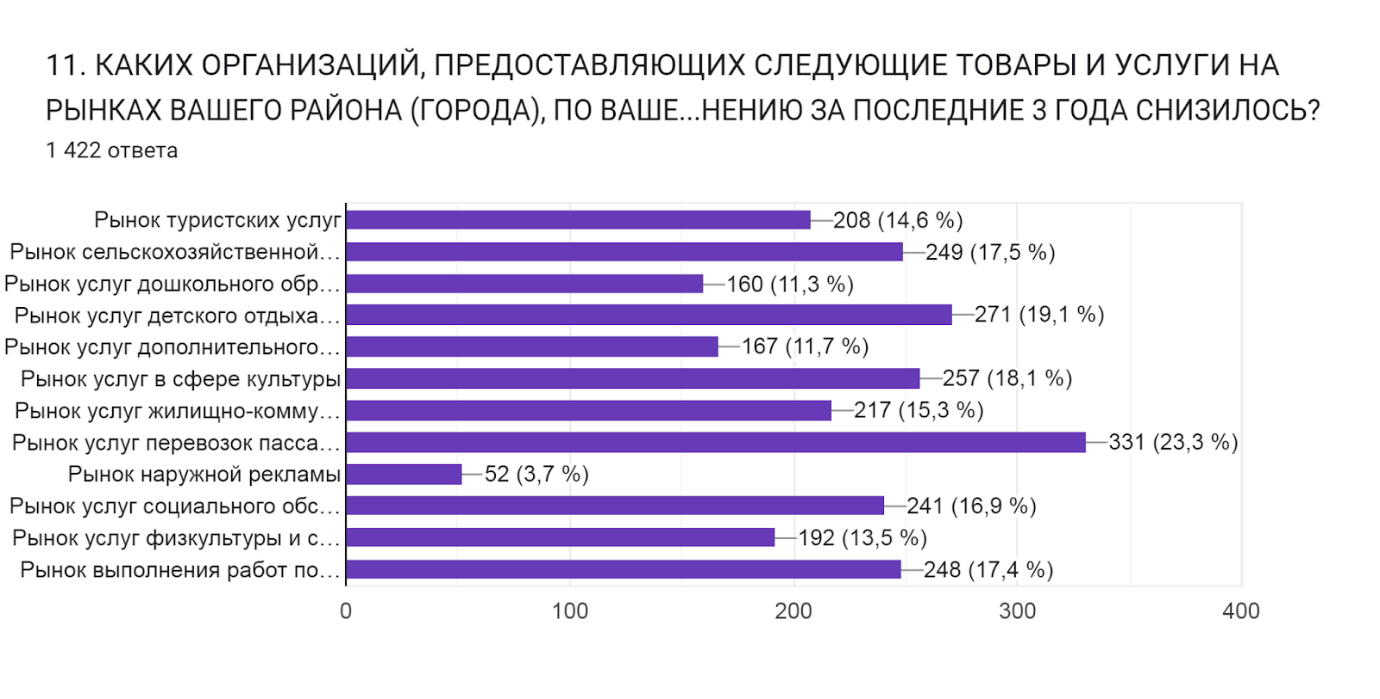 11. КАКИХ ОРГАНИЗАЦИЙ, ПРЕДОСТАВЛЯЮЩИХ СЛЕДУЮЩИЕ ТОВАРЫ И УСЛУГИ НА
РЫНКАХ ВАШЕГО РАЙОНА (ГОРОДА), ПО ВАШЕ...НЕНИЮ ЗА ПОСЛЕДНИЕ 3 ГОДА СНИЗИЛОСЬ?
1 422 ответа
Рынок туристских услуг 208 (14,6 %)
Рынок сельскохозяйственной… 249 (17,5 %)
Рынок услуг дошкольного обр… 160 (11,3 %)
Рынок услуг детского отдыха… 271 (19,1 %)
Рынок услуг дополнительного… 167 (11,7 %)
Рынок услуг в сфере культуры 257 (18,1 %)
Рынок услуг жилищно-комму… 217 (15,3 %)
Рынок услуг перевозок пасса… 331 (23,3 %)
Рынок наружной рекламы 52 (3,7 %)
Рынок услуг социального обс… 241 (16,9 %)
Рынок услуг физкультуры и с… 192 (13,5 %)
Рынок выполнения работ по… 248 (17,4 %)
0 100 200 300 400